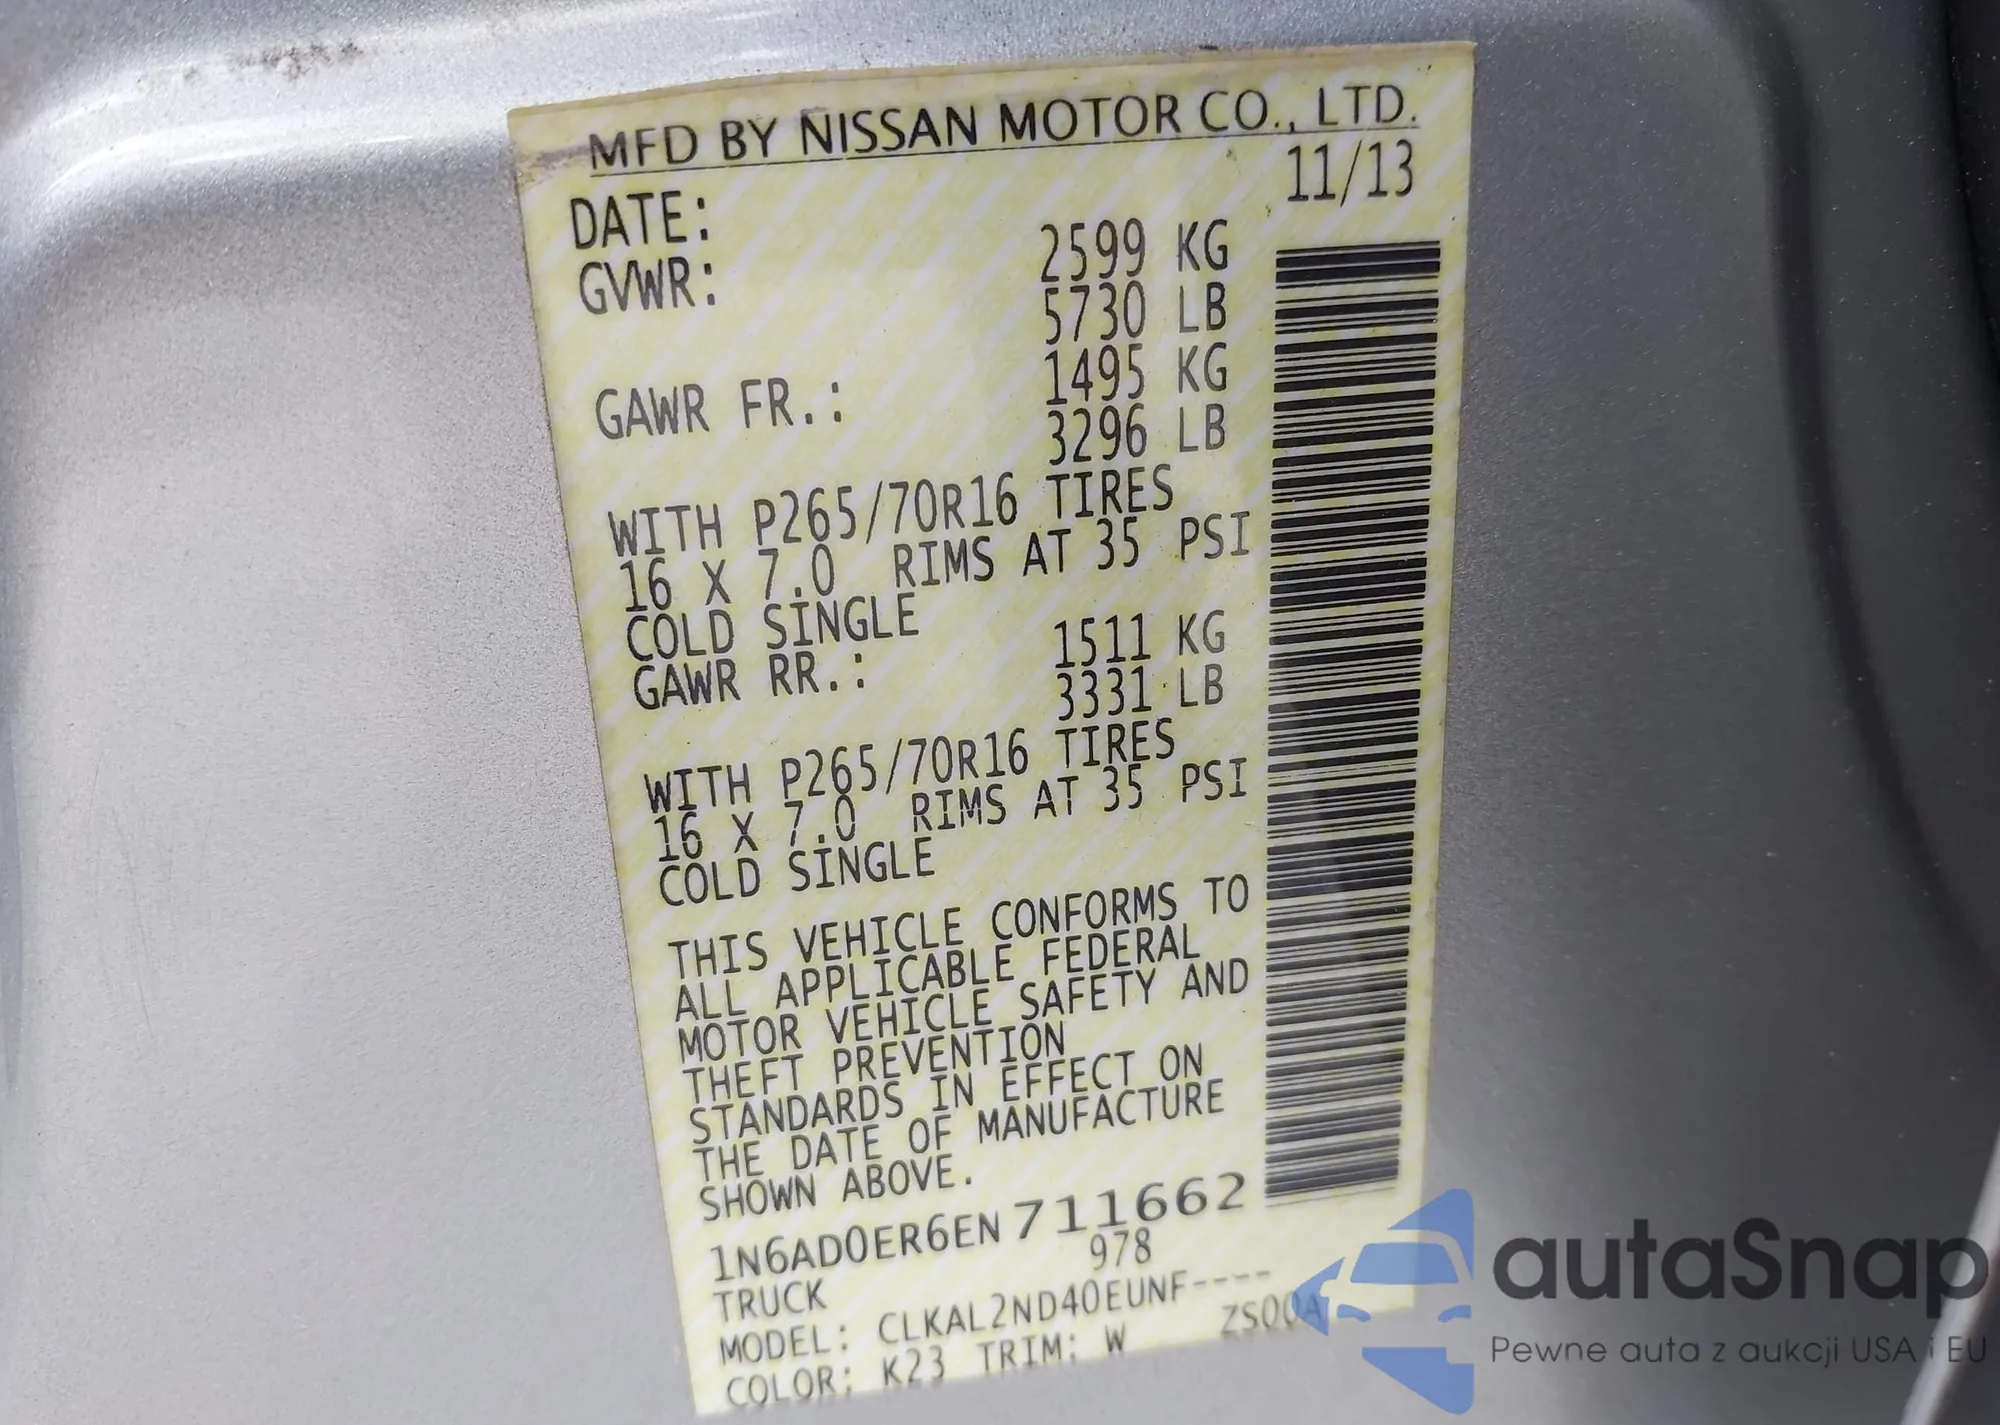 MFD BY NISSAN MOTOR CO., LTD.
DATE: 11/13
GVWR: 2599 KG
5730 LB
GAWR FR.: 1495 KG
3296 LB
WITH P265/70R16 TIRES
16 X 7.0 RIMS AT 35 PSI
COLD SINGLE
GAWR RR.: 1511 KG
3331 LB
WITH P265/70R16 TIRES
16 X 7.0 RIMS AT 35 PSI
COLD SINGLE
THIS VEHICLE CONFORMS TO
ALL APPLICABLE FEDERAL
MOTOR VEHICLE SAFETY AND
THEFT PREVENTION
STANDARDS IN EFFECT ON
THE DATE OF MANUFACTURE
SHOWN ABOVE.
1N6AD0ER6EN 711662
TRUCK 978
MODEL: CLKAL2ND40EUNF----
COLOR: K23 TRIM: W ZS00A
autaSnap
Pewne auta z aukcji USA i EU